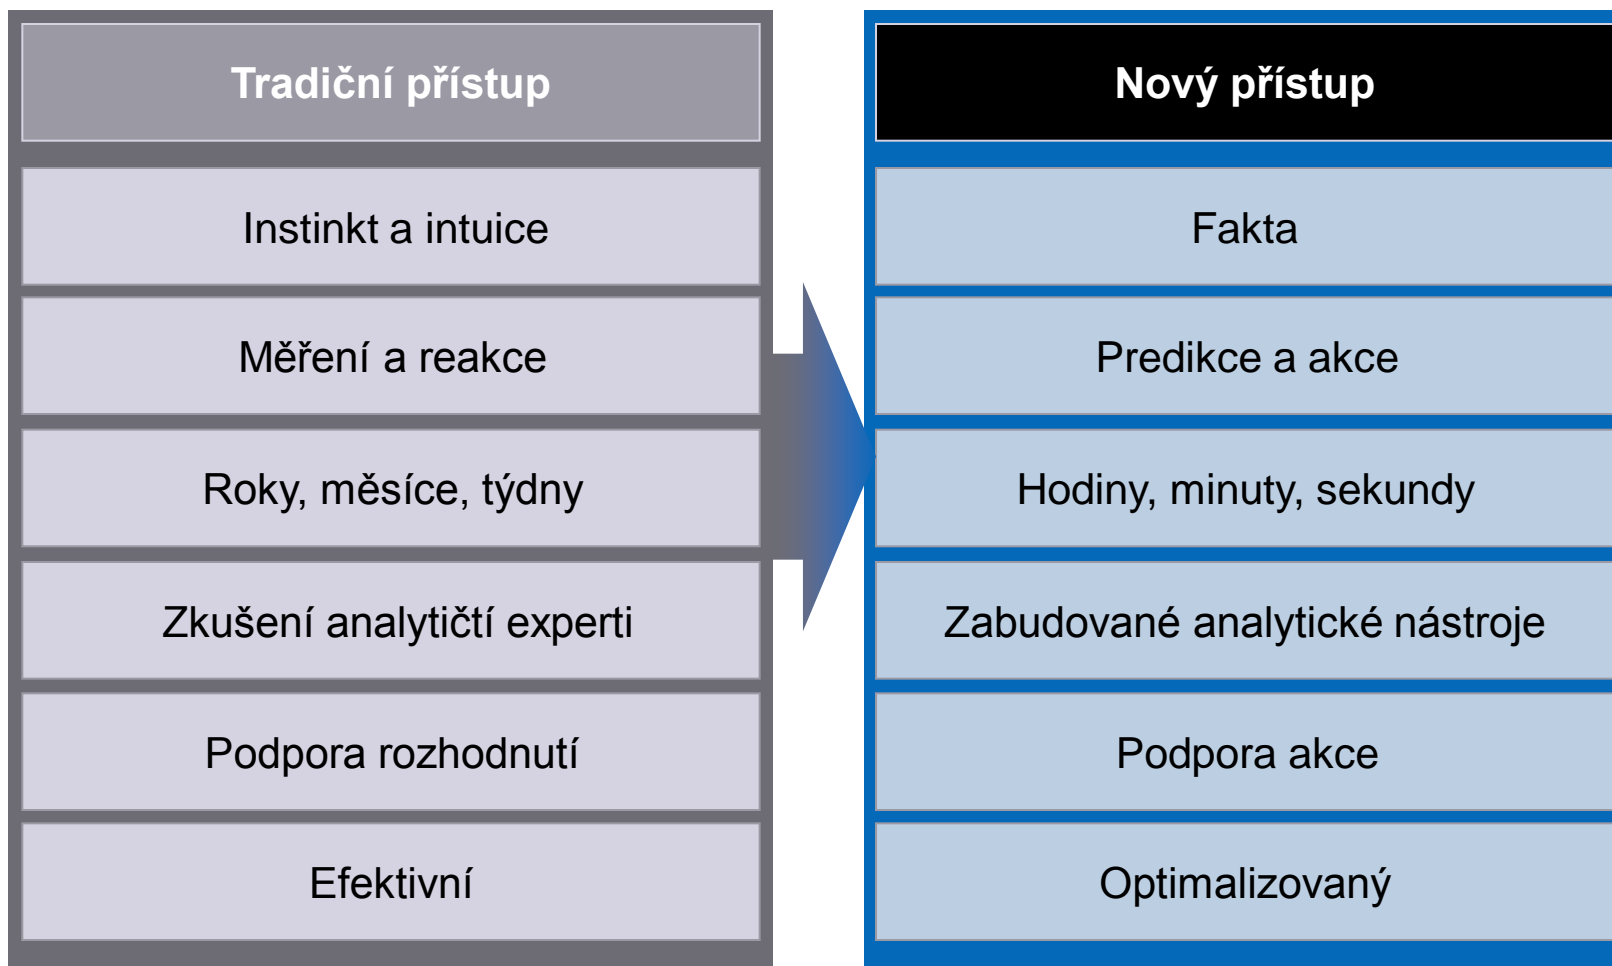 Tradiční přístup
Instinkt a intuice
Měření a reakce
Roky, měsíce, týdny
Zkušení analytičtí experti
Podpora rozhodnutí
Efektivní
Nový přístup
Fakta
Predikce a akce
Hodiny, minuty, sekundy
Zabudované analytické nástroje
Podpora akce
Optimalizovaný